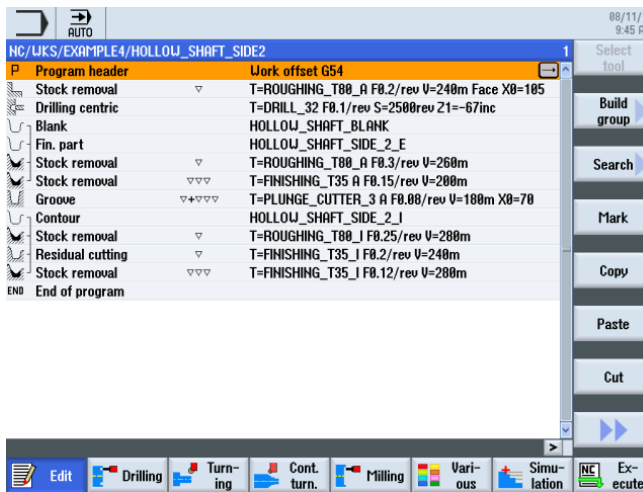 AUTO
08/11/
9:45
NC/WKS/EXAMPLE4/HOLLOW_SHAFT_SIDE2 1
Select tool
P Program header Work offset G54
Stock removal ▽ T=ROUGHING_T80_A F0.2/rev V=240m Face X0=105
Drilling centric T=DRILL_32 F0.1/rev S=2500rev Z1=-67inc
Blank HOLLOW_SHAFT_BLANK
Fin. part HOLLOW_SHAFT_SIDE_2_E
Stock removal ▽ T=ROUGHING_T80_A F0.3/rev V=260m
Stock removal ▽▽▽ T=FINISHING_T35 A F0.15/rev V=200m
Groove ▽+▽▽▽ T=PLUNGE_CUTTER_3 A F0.08/rev V=180m X0=70
Contour HOLLOW_SHAFT_SIDE_2_I
Stock removal ▽ T=ROUGHING_T80_I F0.25/rev V=280m
Residual cutting ▽ T=FINISHING_T35_I F0.2/rev V=240m
Stock removal ▽▽▽ T=FINISHING_T35_I F0.12/rev V=280m
END End of program
Build group
Search
Mark
Copy
Paste
Cut
Edit
Drilling
Turn-
ing
Cont.
turn.
Milling
Vari-
ous
Simu-
lation
NC
Ex-
ecute